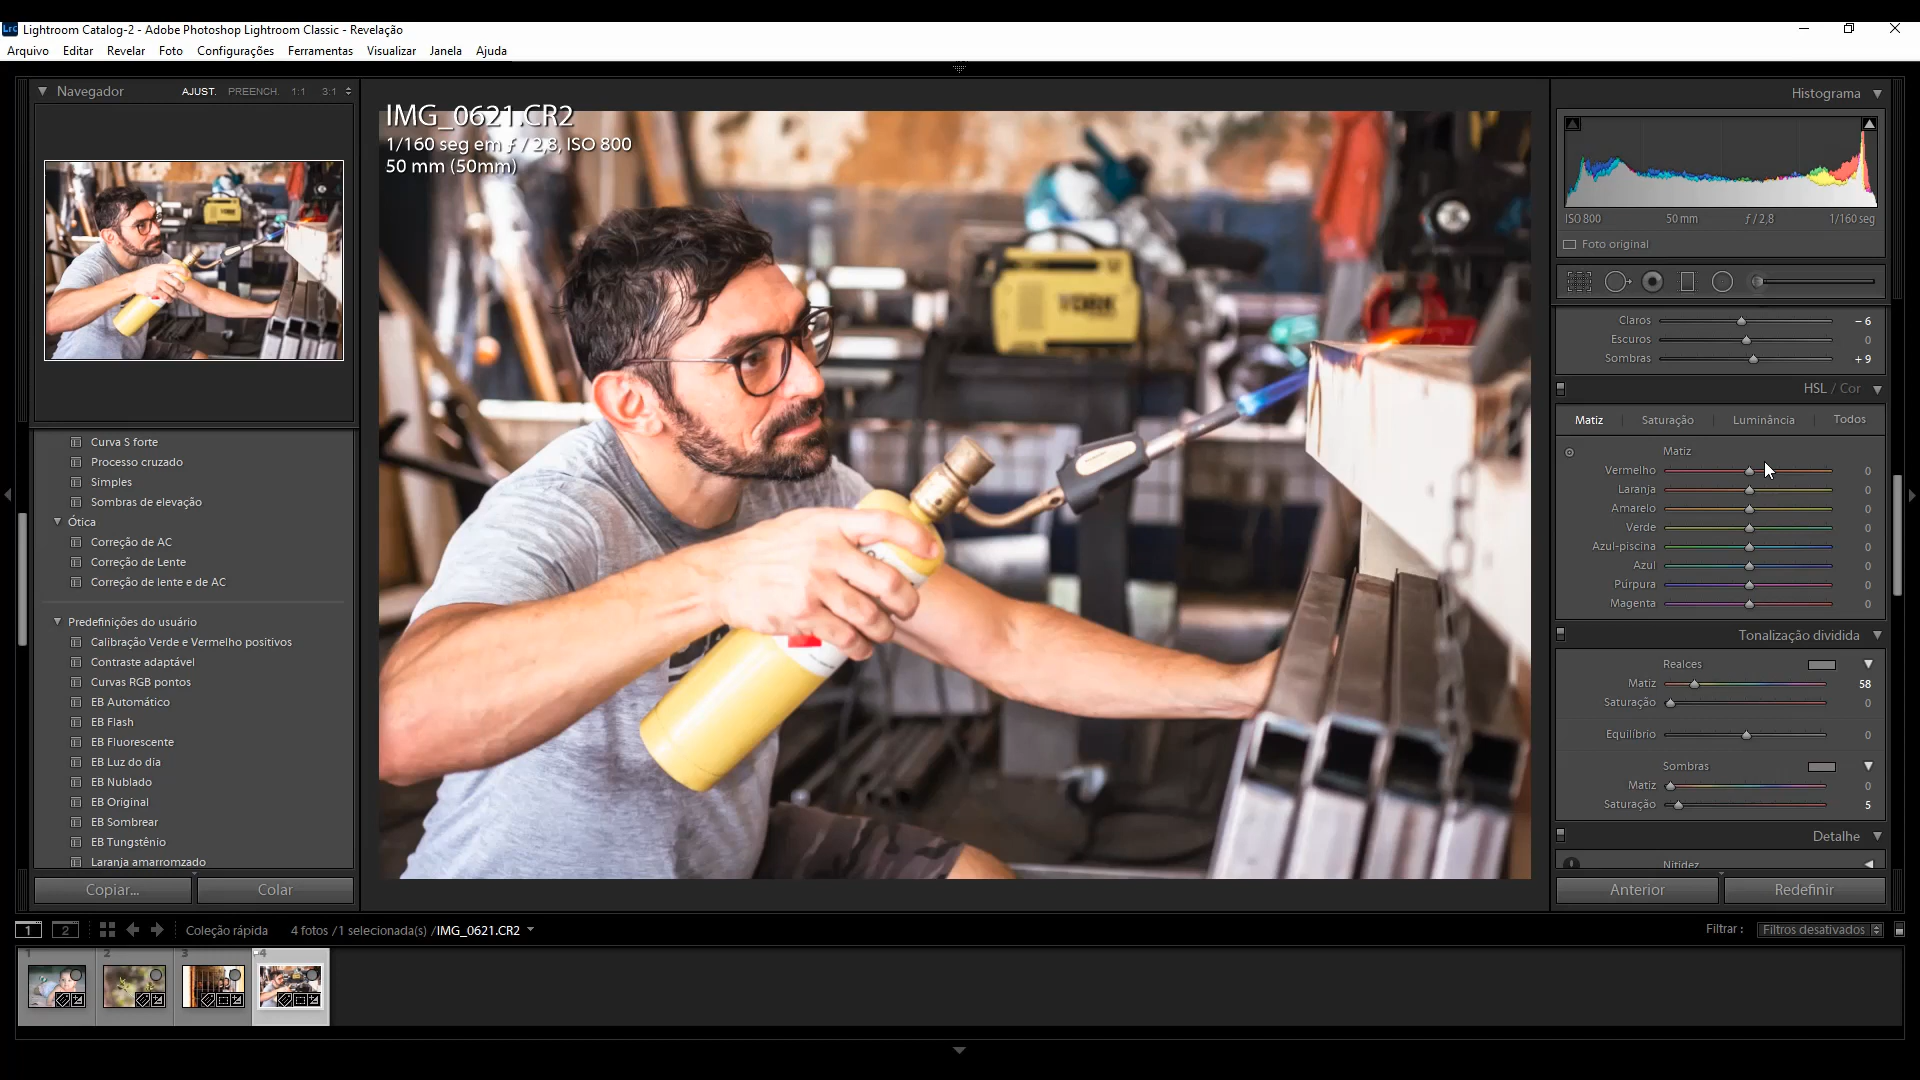 Lightroom Catalog-2 - Adobe Photoshop Lightroom Classic - Revelação
Arquivo Editar Revelar Foto Configurações Ferramentas Visualizar Janela Ajuda
Navegador AJUST. PREENCH. 1:1 3:1
Curva S forte
Processo cruzado
Simples
Sombras de elevação
Ótica
Correção de AC
Correção de Lente
Correção de lente e de AC
Predefinições do usuário
Calibração Verde e Vermelho positivos
Contraste adaptável
Curvas RGB pontos
EB Automático
EB Flash
EB Fluorescente
EB Luz do dia
EB Nublado
EB Original
EB Sombrear
EB Tungstênio
Laranja amarromzado
Copiar... Colar
IMG_0621.CR2
1/160 seg em ƒ / 2,8, ISO 800
50 mm (50mm)
YORK
Histograma
ISO 800 50 mm ƒ / 2,8 1/160 seg
Foto original
Claros - 6
Escuros 0
Sombras + 9
HSL / Cor
Matiz Saturação Luminância Todos
Matiz
Vermelho 0
Laranja 0
Amarelo 0
Verde 0
Azul-piscina 0
Azul 0
Púrpura 0
Magenta 0
Tonalização dividida
Realces
Matiz 58
Saturação 0
Equilíbrio 0
Sombras
Matiz 0
Saturação 5
Detalhe
Nitidez
Anterior Redefinir
1 2 Coleção rápida 4 fotos /1 selecionada(s) /IMG_0621.CR2 Filtrar : Filtros desativados
1 2 3 4